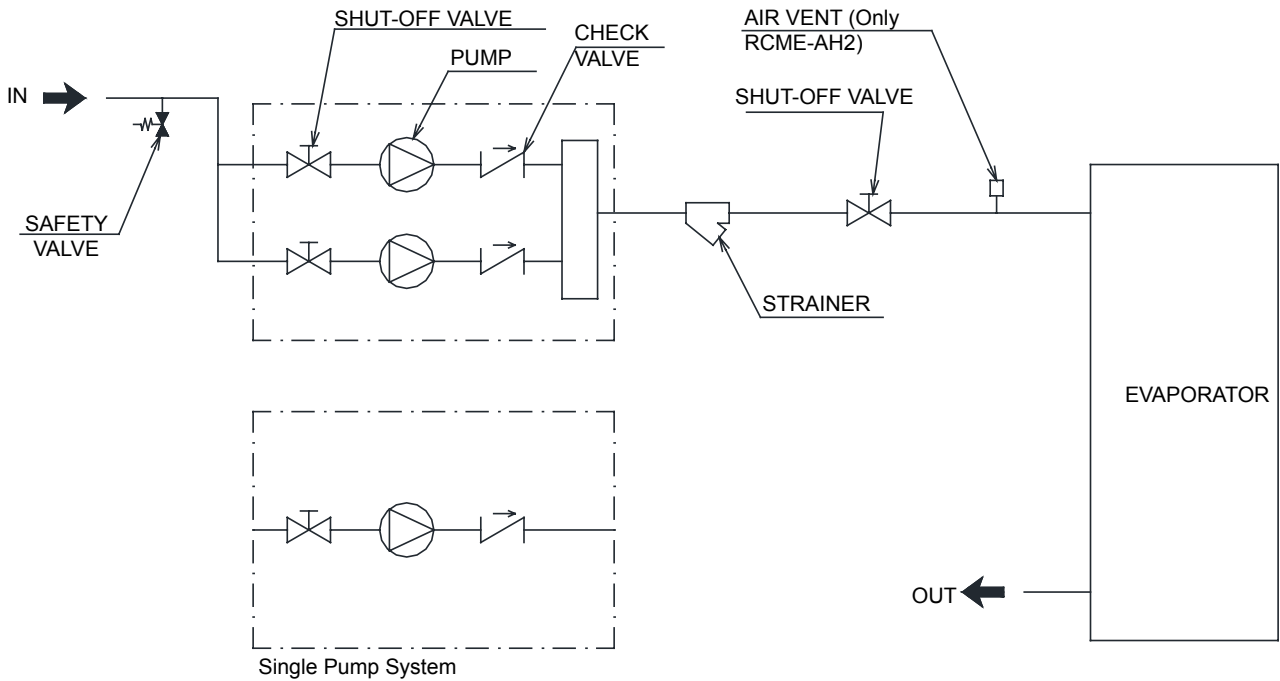 SHUT-OFF VALVE
AIR VENT (Only
RCME-AH2)
CHECK
VALVE
PUMP
IN
SHUT-OFF VALVE
SAFETY
VALVE
STRAINER
EVAPORATOR
OUT
Single Pump System